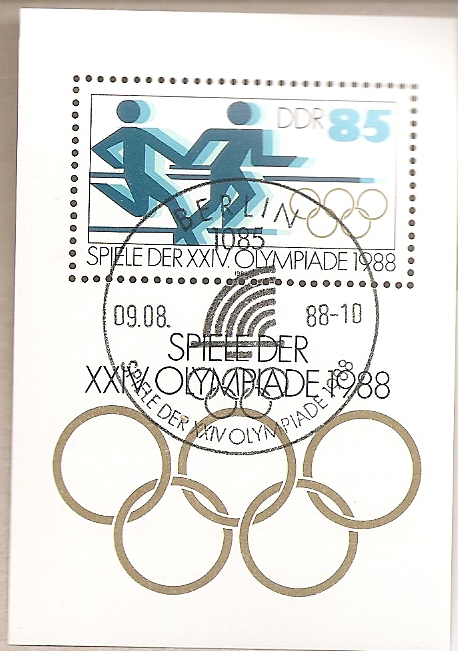 DDR 85
SPIELE DER XXIV. OLYMPIADE 1988
BERLIN
1085
09.08. 88-10
SPIELE DER
XXIV. OLYMPIADE 1988
SPIELE DER XXIV OLYMPIADE 1988